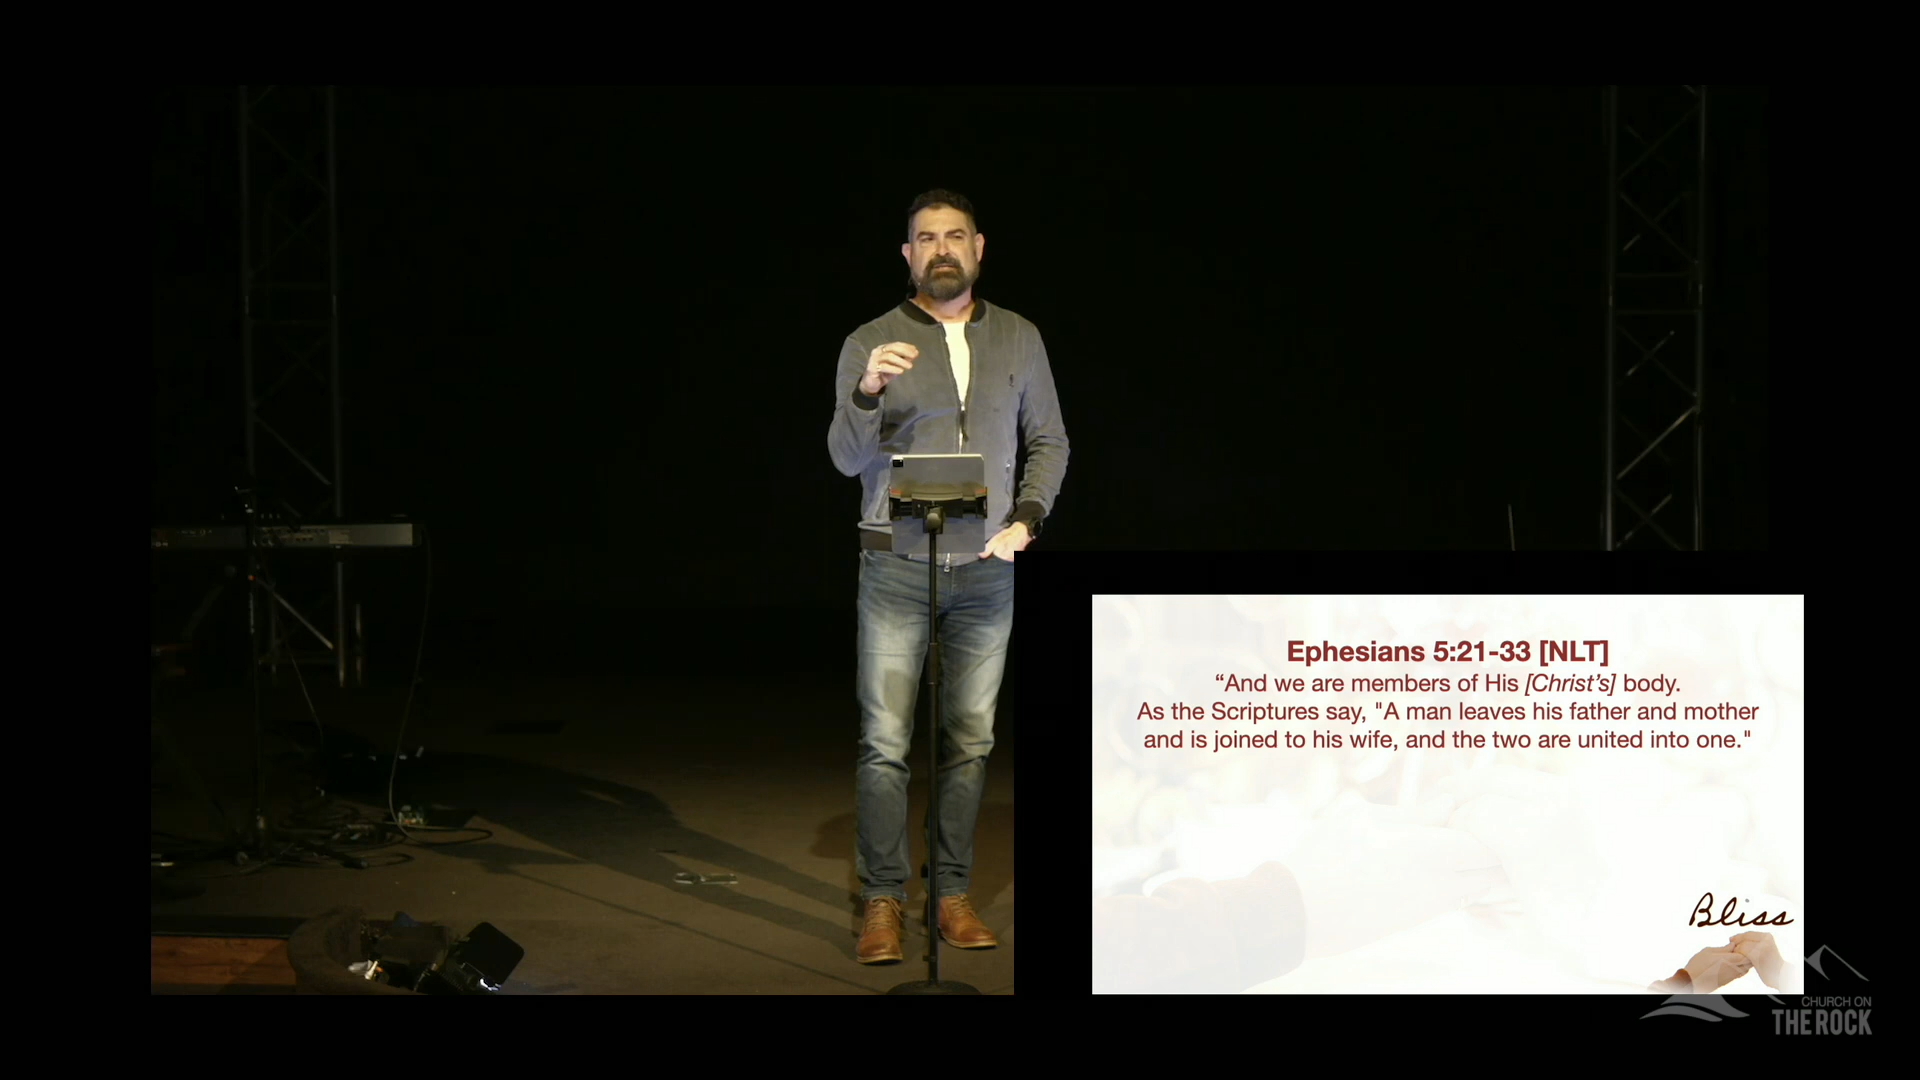 Ephesians 5:21-33 [NLT]
“And we are members of His [Christ’s] body.
As the Scriptures say, "A man leaves his father and mother
and is joined to his wife, and the two are united into one."
Bliss
CHURCH ON
THE ROCK